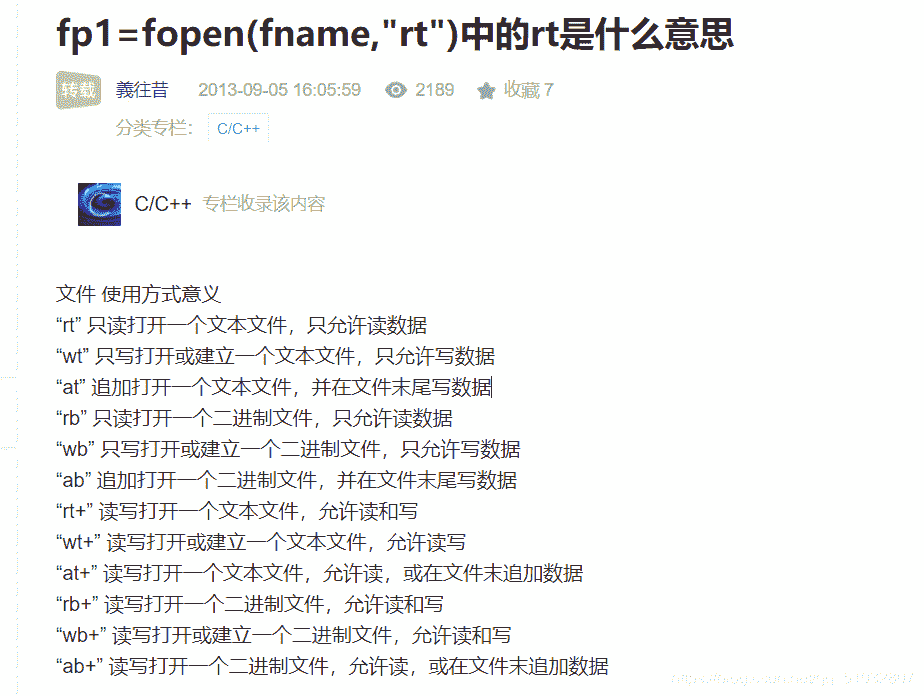 fp1=fopen(fname,"rt")中的rt是什么意思
转载 義往昔 2013-09-05 16:05:59 2189 收藏 7
分类专栏： C/C++
C/C++ 专栏收录该内容
文件 使用方式意义
“rt” 只读打开一个文本文件，只允许读数据
“wt” 只写打开或建立一个文本文件，只允许写数据
“at” 追加打开一个文本文件，并在文件末尾写数据
“rb” 只读打开一个二进制文件，只允许读数据
“wb” 只写打开或建立一个二进制文件，只允许写数据
“ab” 追加打开一个二进制文件，并在文件末尾写数据
“rt+” 读写打开一个文本文件，允许读和写
“wt+” 读写打开或建立一个文本文件，允许读写
“at+” 读写打开一个文本文件，允许读，或在文件末追加数据
“rb+” 读写打开一个二进制文件，允许读和写
“wb+” 读写打开或建立一个二进制文件，允许读和写
“ab+” 读写打开一个二进制文件，允许读，或在文件末追加数据